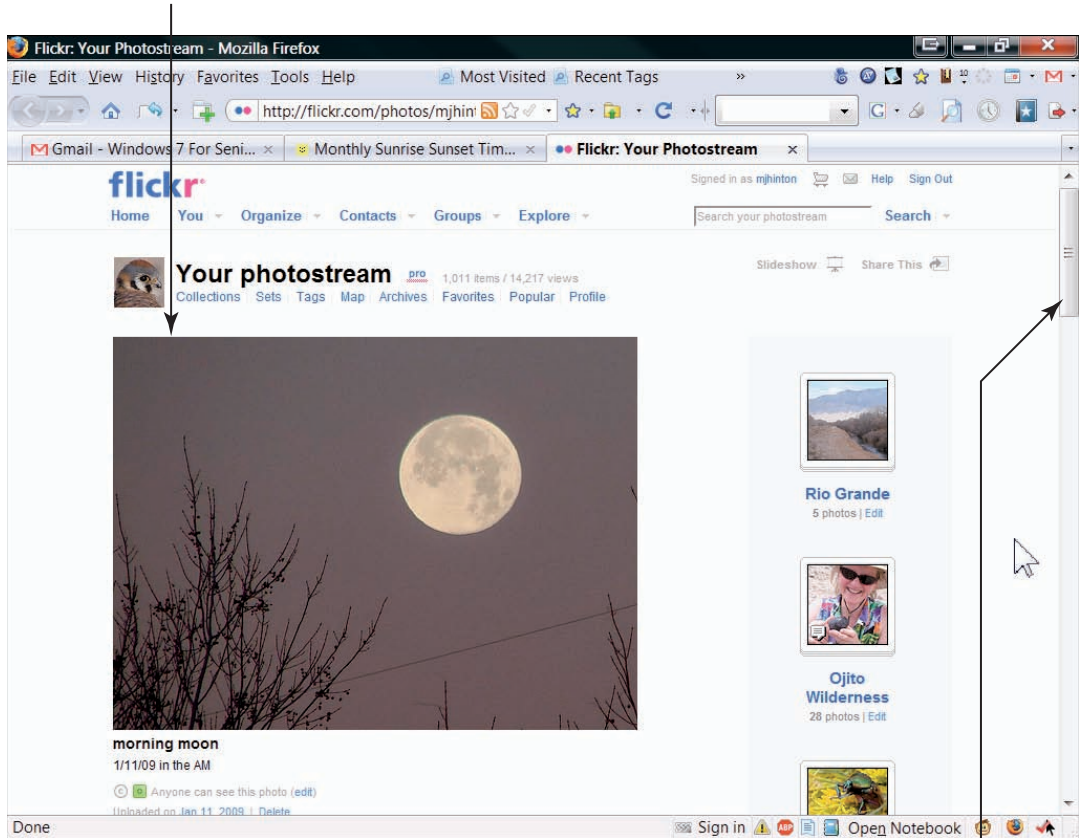 Flickr: Your Photostream - Mozilla Firefox
File Edit View History Favorites Tools Help Most Visited Recent Tags »
http://flickr.com/photos/mjhint
Gmail - Windows 7 For Seni... × Monthly Sunrise Sunset Tim... × Flickr: Your Photostream ×
flickr
Signed in as mjhinton Help Sign Out
Home You Organize Contacts Groups Explore
Search your photostream Search
Your photostream pro 1,011 items / 14,217 views
Slideshow Share This
Collections Sets Tags Map Archives Favorites Popular Profile
Rio Grande
5 photos | Edit
Ojito
Wilderness
28 photos | Edit
morning moon
1/11/09 in the AM
Anyone can see this photo (edit)
Uploaded on Jan 11, 2009 | Delete
Done Sign in ABP Open Notebook